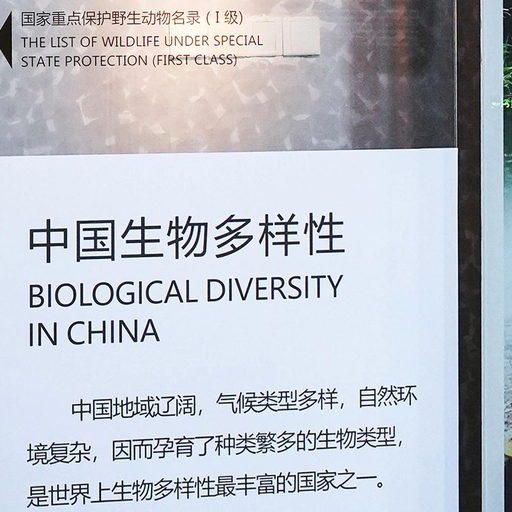 国家重点保护野生动物名录（I 级）
THE LIST OF WILDLIFE UNDER SPECIAL
STATE PROTECTION (FIRST CLASS)
中国生物多样性
BIOLOGICAL DIVERSITY
IN CHINA
中国地域辽阔，气候类型多样，自然环
境复杂，因而孕育了种类繁多的生物类型，
是世界上生物多样性最丰富的国家之一。